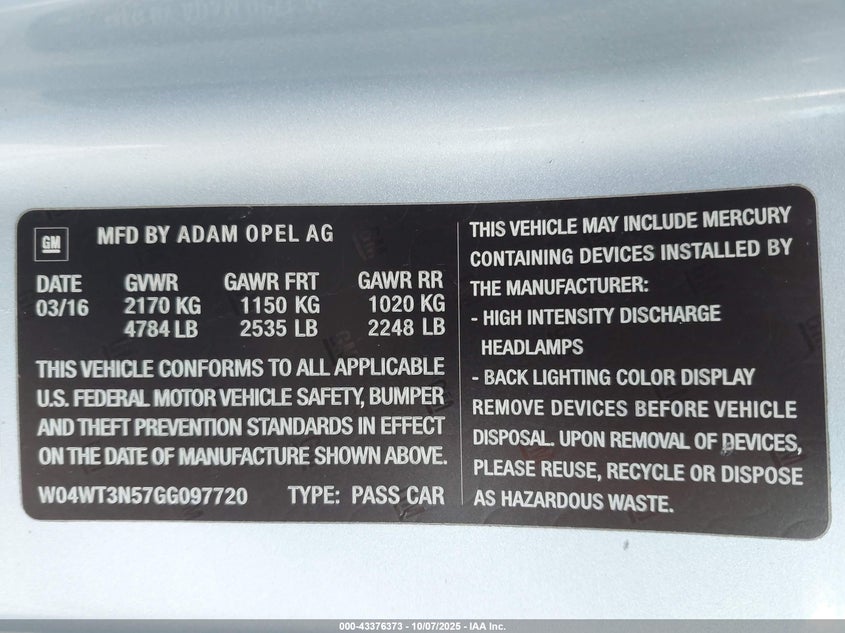 GM
MFD BY ADAM OPEL AG
DATE GVWR GAWR FRT GAWR RR
03/16 2170 KG 1150 KG 1020 KG
4784 LB 2535 LB 2248 LB
THIS VEHICLE CONFORMS TO ALL APPLICABLE
U.S. FEDERAL MOTOR VEHICLE SAFETY, BUMPER
AND THEFT PREVENTION STANDARDS IN EFFECT
ON THE DATE OF MANUFACTURE SHOWN ABOVE.
W04WT3N57GG097720 TYPE: PASS CAR
THIS VEHICLE MAY INCLUDE MERCURY
CONTAINING DEVICES INSTALLED BY
THE MANUFACTURER:
- HIGH INTENSITY DISCHARGE
HEADLAMPS
- BACK LIGHTING COLOR DISPLAY
REMOVE DEVICES BEFORE VEHICLE
DISPOSAL. UPON REMOVAL OF DEVICES,
PLEASE REUSE, RECYCLE OR DISPOSE
AS HAZARDOUS WASTE.
000-43376373 - 10/07/2025 - IAA Inc.